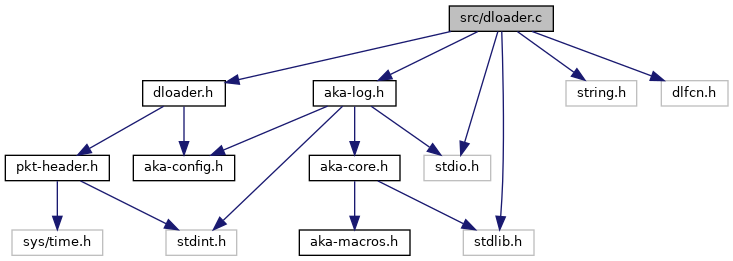 src/dloader.c
dloader.h
aka-log.h
string.h
dlfcn.h
pkt-header.h
aka-config.h
aka-core.h
stdio.h
sys/time.h
stdint.h
aka-macros.h
stdlib.h